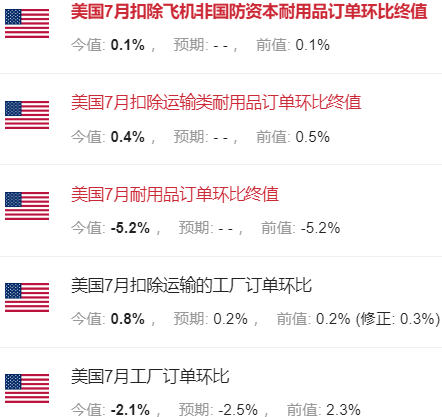 美国7月扣除飞机非国防资本耐用品订单环比终值
今值: 0.1% ， 预期: - - ， 前值: 0.1%
美国7月扣除运输类耐用品订单环比终值
今值: 0.4% ， 预期: - - ， 前值: 0.5%
美国7月耐用品订单环比终值
今值: -5.2% ， 预期: - - ， 前值: -5.2%
美国7月扣除运输的工厂订单环比
今值: 0.8% ， 预期: 0.2% ， 前值: 0.2% (修正: 0.3%)
美国7月工厂订单环比
今值: -2.1% ， 预期: -2.5% ， 前值: 2.3%